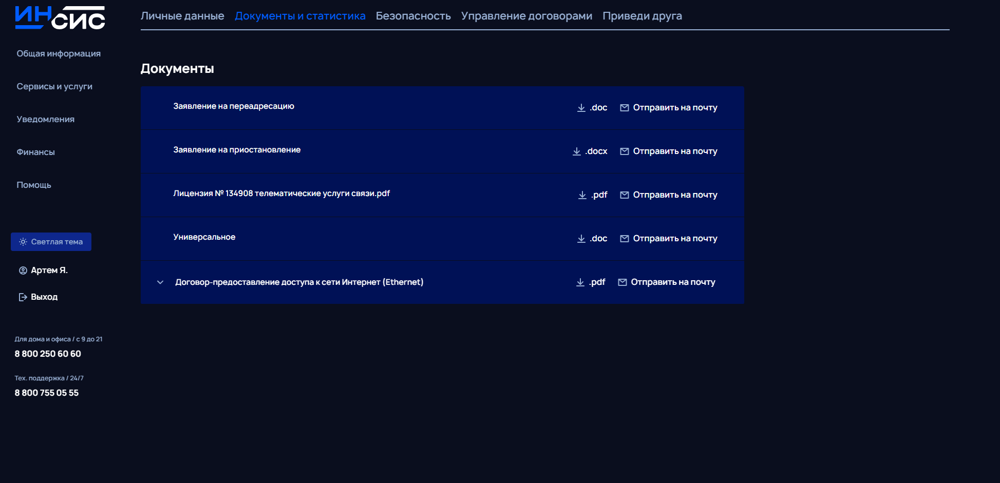 ИНСИС
Личные данные
Документы и статистика
Безопасность
Управление договорами
Приведи друга
Общая информация
Сервисы и услуги
Уведомления
Финансы
Помощь
Светлая тема
Артем Я.
Выход
Для дома и офиса / с 9 до 21
8 800 250 60 60
Тех. поддержка / 24/7
8 800 755 05 55
Документы
Заявление на переадресацию .doc Отправить на почту
Заявление на приостановление .docx Отправить на почту
Лицензия № 134908 телематические услуги связи.pdf .pdf Отправить на почту
Универсальное .doc Отправить на почту
Договор-предоставление доступа к сети Интернет (Ethernet) .pdf Отправить на почту